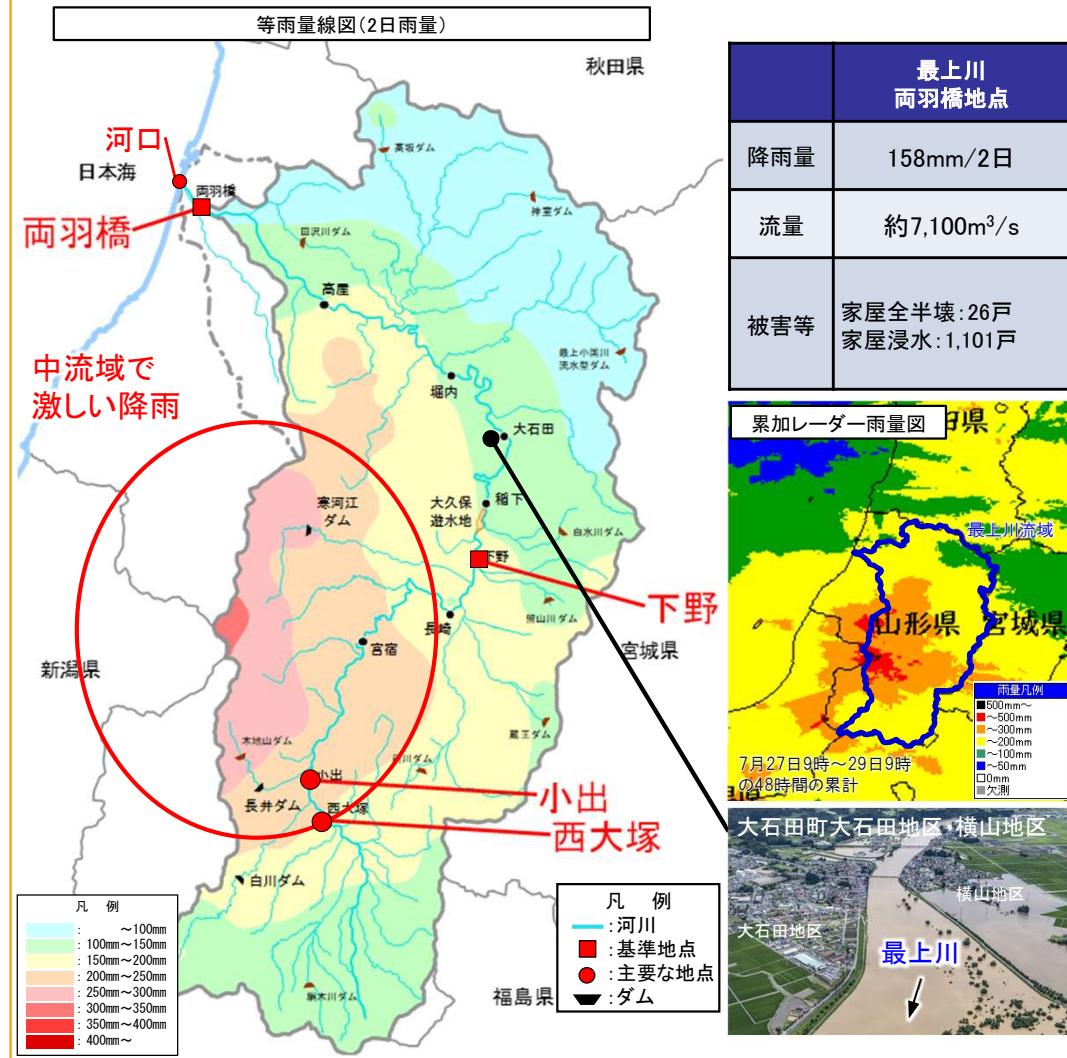 等雨量線図(2日雨量)
秋田県
河口
日本海
両羽橋
両羽橋
高坂ダム
神室ダム
田沢川ダム
高屋
最上小国川
流水型ダム
中流域で
激しい降雨
堀内
大石田
寒河江
ダム
大久保
遊水地
稲下
白水川ダム
下野
下野
留山川ダム
長崎
宮宿
宮城県
新潟県
木地山ダム
蔵王ダム
前川ダム
小出
小出
長井ダム
西大塚
西大塚
白川ダム
綱木川ダム
福島県
凡 例
: ~100mm
: 100mm~150mm
: 150mm~200mm
: 200mm~250mm
: 250mm~300mm
: 300mm~350mm
: 350mm~400mm
: 400mm~
凡 例
:河川
:基準地点
:主要な地点
:ダム
最上川
両羽橋地点
降雨量 158mm/2日
流量 約7,100m³/s
被害等 家屋全半壊:26戸
家屋浸水:1,101戸
累加レーダー雨量図
田県
最上川流域
山形県 宮城県
雨量凡例
500mm~
~500mm
~300mm
~200mm
~100mm
~50mm
0mm
欠測
7月27日9時~29日9時
の48時間の累計
島県
大石田町大石田地区・横山地区
横山地区
大石田地区
最上川